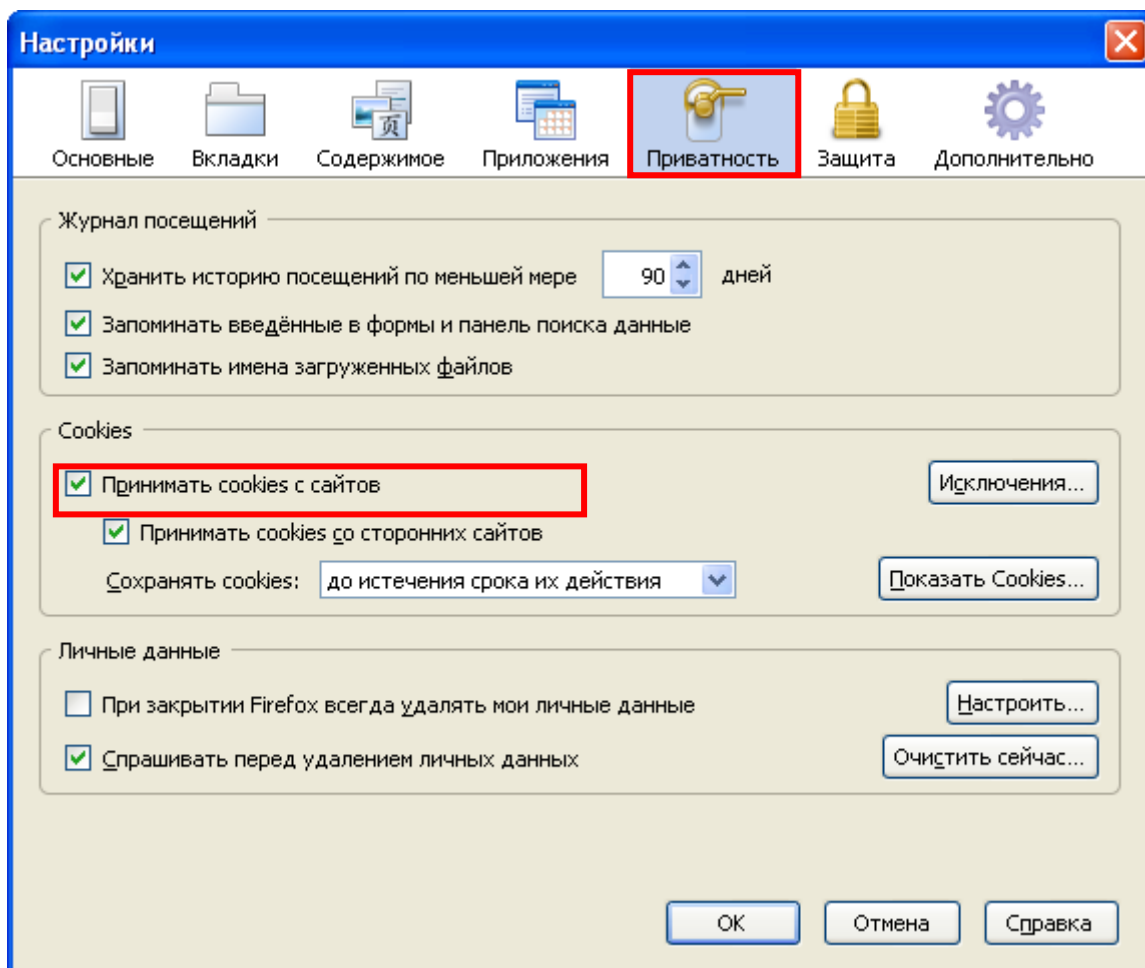 Настройки
Основные Вкладки Содержимое Приложения Приватность Защита Дополнительно
页
Журнал посещений
Хранить историю посещений по меньшей мере 90 дней
Запоминать введённые в формы и панель поиска данные
Запоминать имена загруженных файлов
Cookies
Принимать cookies с сайтов Исключения...
Принимать cookies со сторонних сайтов
Сохранять cookies: до истечения срока их действия Показать Cookies...
Личные данные
При закрытии Firefox всегда удалять мои личные данные Настроить...
Спрашивать перед удалением личных данных Очистить сейчас...
OK Отмена Справка